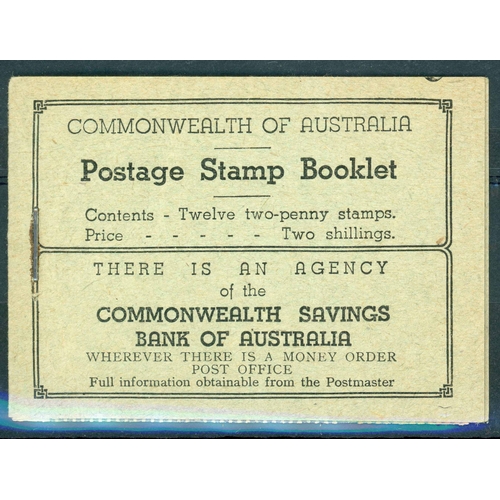 COMMONWEALTH OF AUSTRALIA
Postage Stamp Booklet
Contents - Twelve two-penny stamps.
Price - - - - - Two shillings.
THERE IS AN AGENCY
of the
COMMONWEALTH SAVINGS
BANK OF AUSTRALIA
WHEREVER THERE IS A MONEY ORDER
POST OFFICE
Full information obtainable from the Postmaster